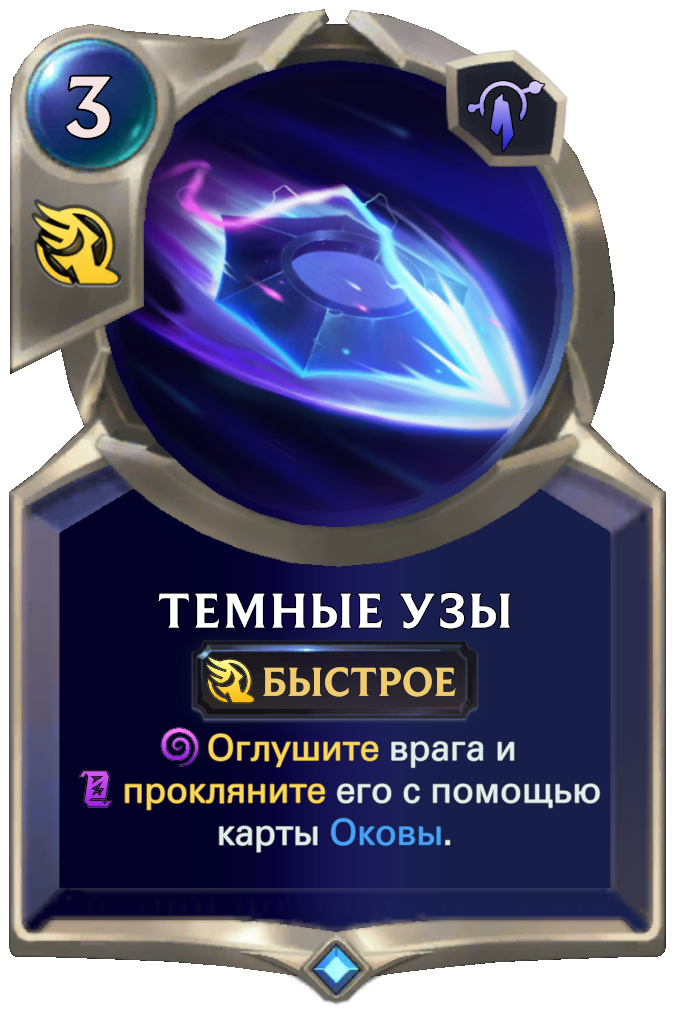 3
ТЕМНЫЕ УЗЫ
БЫСТРОЕ
Оглушите врага и
прокляните его с помощью
карты Оковы.